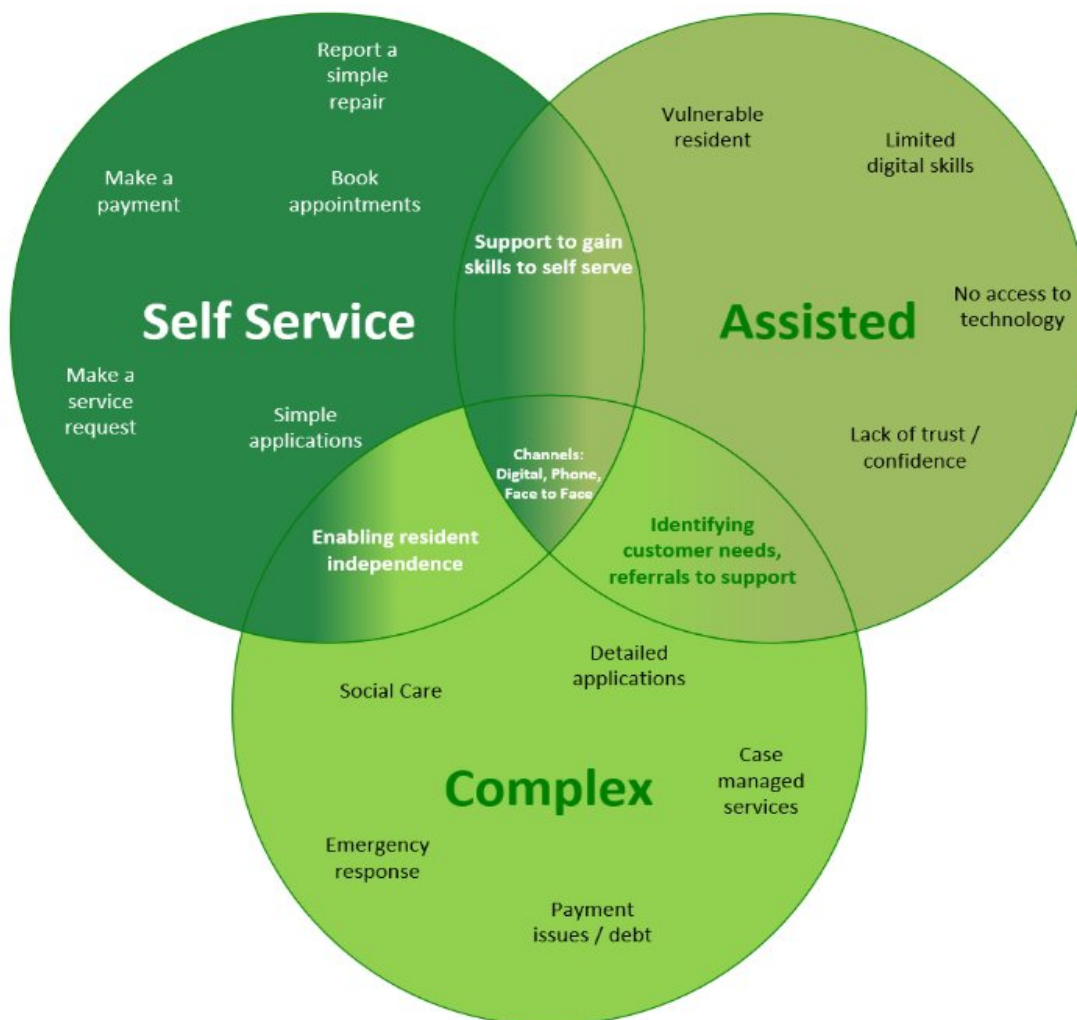 Report a
simple
repair
Make a
payment
Book
appointments
Self Service
Make a
service
request
Simple
applications
Support to gain
skills to self serve
Vulnerable
resident
Limited
digital skills
Assisted
No access to
technology
Lack of trust /
confidence
Channels:
Digital, Phone,
Face to Face
Enabling resident
independence
Identifying
customer needs,
referrals to support
Social Care
Detailed
applications
Complex
Case
managed
services
Emergency
response
Payment
issues / debt